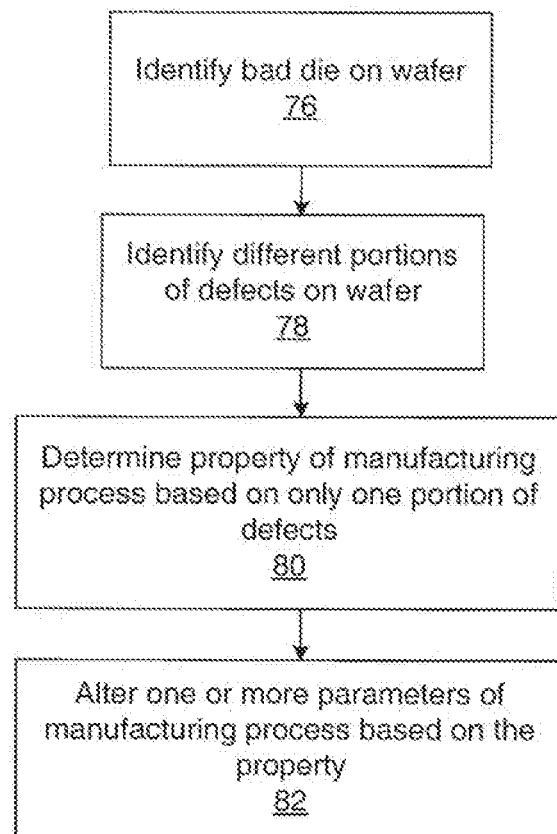 Identify bad die on wafer
76
Identify different portions
of defects on wafer
78
Determine property of manufacturing
process based on only one portion of
defects
80
Alter one or more parameters of
manufacturing process based on the
property
82